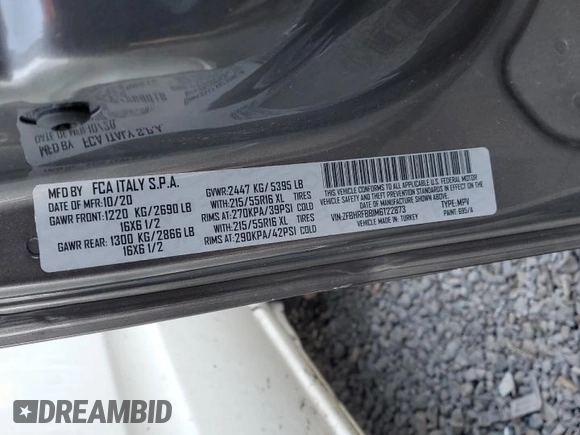 MFD BY FCA ITALY S.P.A.
DATE OF MFR:10/20 GVWR:2447 KG/5395 LB
GAWR FRONT:1220 KG/2690 LB WITH:215/55R16 XL TIRES
16X6 1/2 RIMS AT:270KPA/39PSI COLD
GAWR REAR:1300 KG/2866 LB WITH:215/55R16 XL TIRES
16X6 1/2 RIMS AT:290KPA/42PSI COLD
THIS VEHICLE CONFORMS TO ALL APPLICABLE U.S. FEDERAL MOTOR
VEHICLE SAFETY AND THEFT PREVENTION STANDARDS
IN EFFECT ON THE DATE OF MANUFACTURE SHOWN ABOVE.
TYPE:MPV
VEHICLE MADE IN: TURKEY
DREAMBID